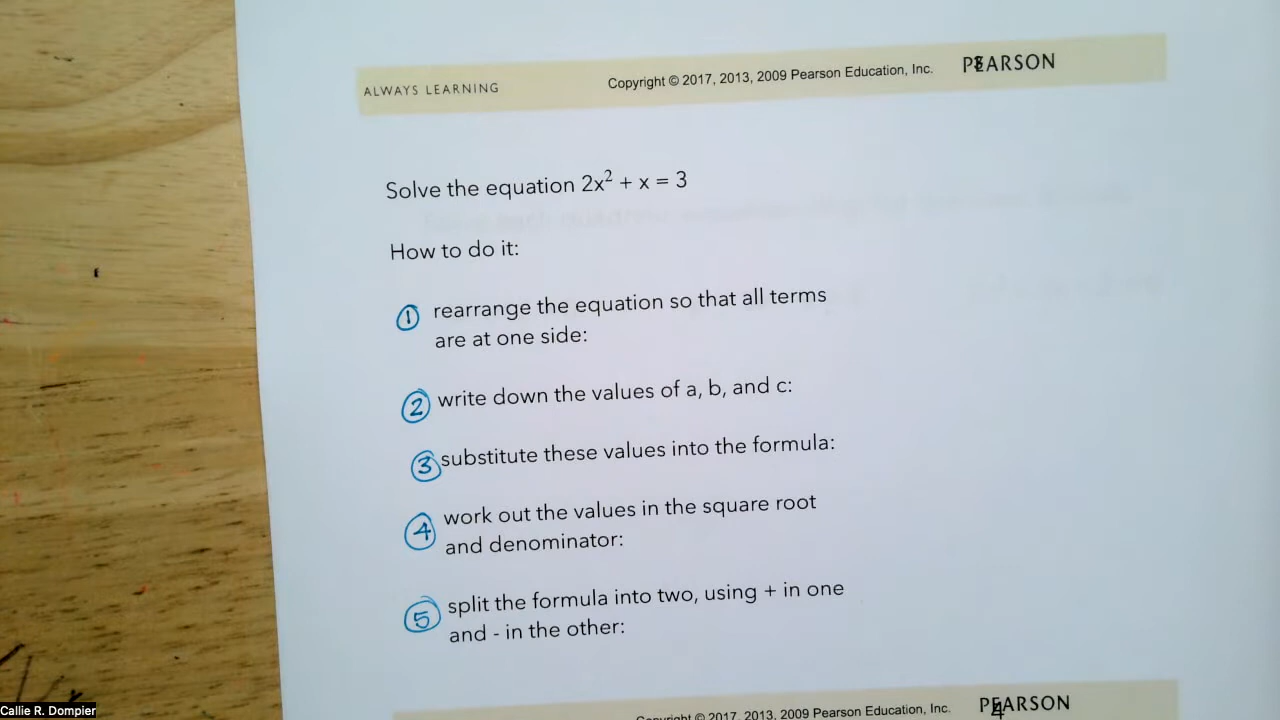 ALWAYS LEARNING Copyright © 2017, 2013, 2009 Pearson Education, Inc. PEARSON
Solve the equation 2x² + x = 3
How to do it:
① rearrange the equation so that all terms
are at one side:
② write down the values of a, b, and c:
③ substitute these values into the formula:
④ work out the values in the square root
and denominator:
⑤ split the formula into two, using + in one
and - in the other:
Copyright © 2017, 2013, 2009 Pearson Education, Inc. PEARSON
4
Callie R. Dompier